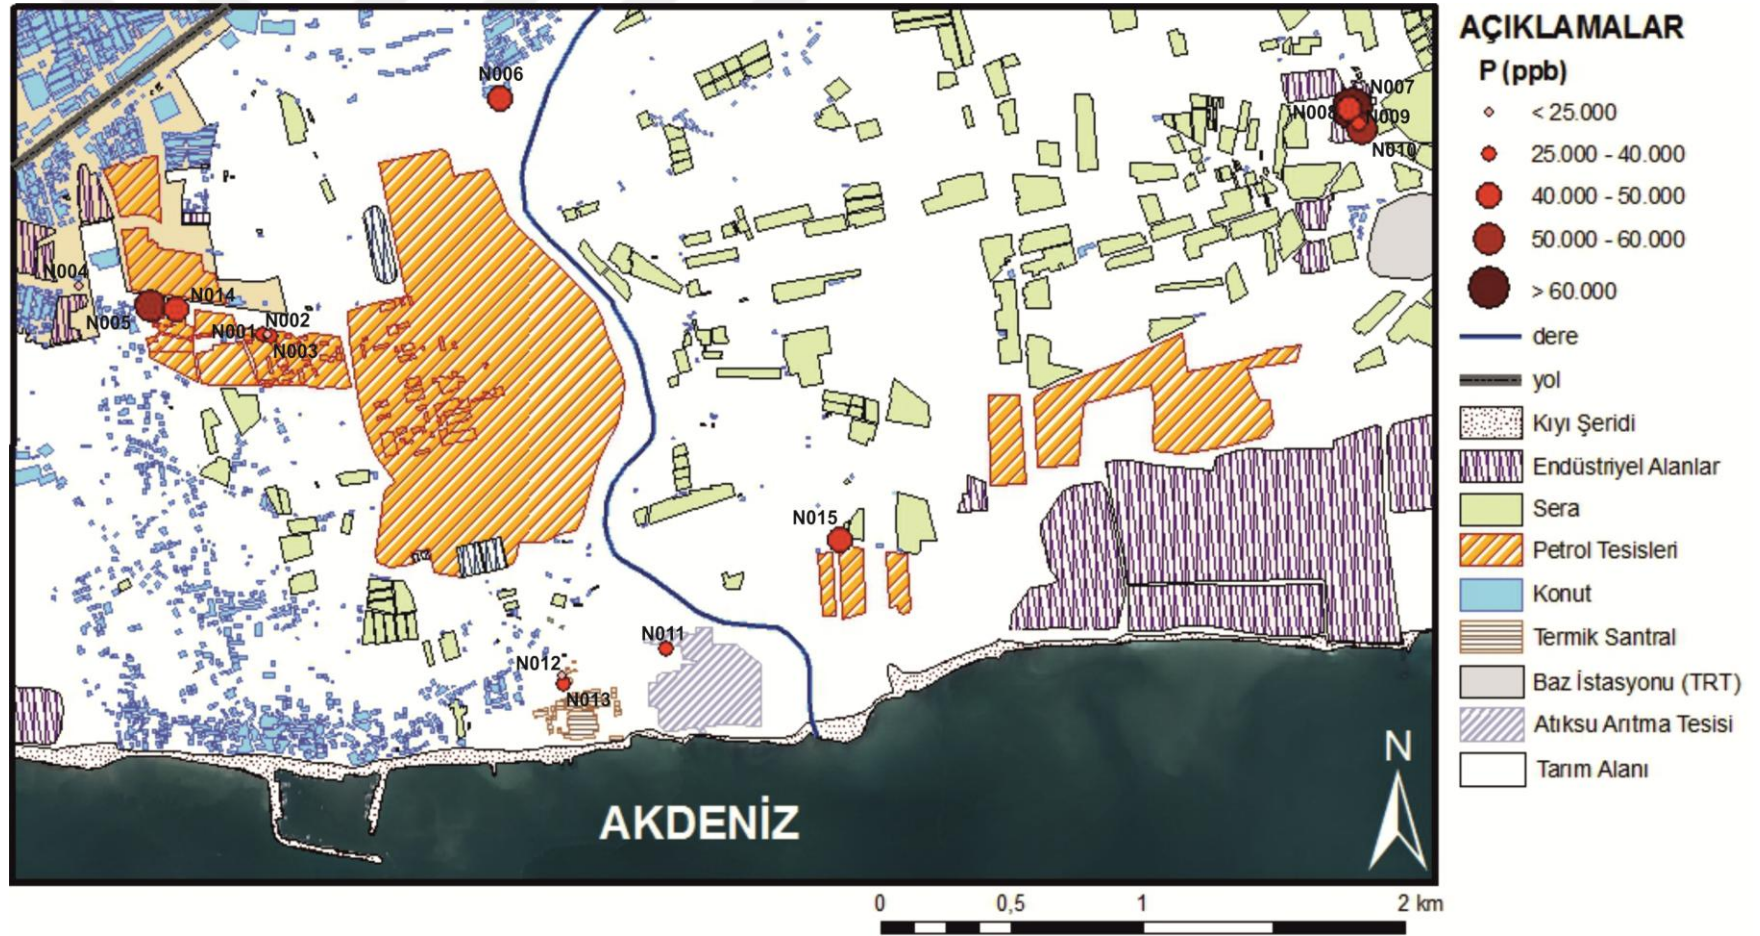 N006
N007
N008
N009
N010
N004
N014
N005
N002
N001
N003
N015
N011
N012
N013
AKDENİZ
N
0 0,5 1 2 km
AÇIKLAMALAR
P (ppb)
< 25.000
25.000 - 40.000
40.000 - 50.000
50.000 - 60.000
> 60.000
dere
yol
Kıyı Şeridi
Endüstriyel Alanlar
Sera
Petrol Tesisleri
Konut
Termik Santral
Baz İstasyonu (TRT)
Atıksu Arıtma Tesisi
Tarım Alanı